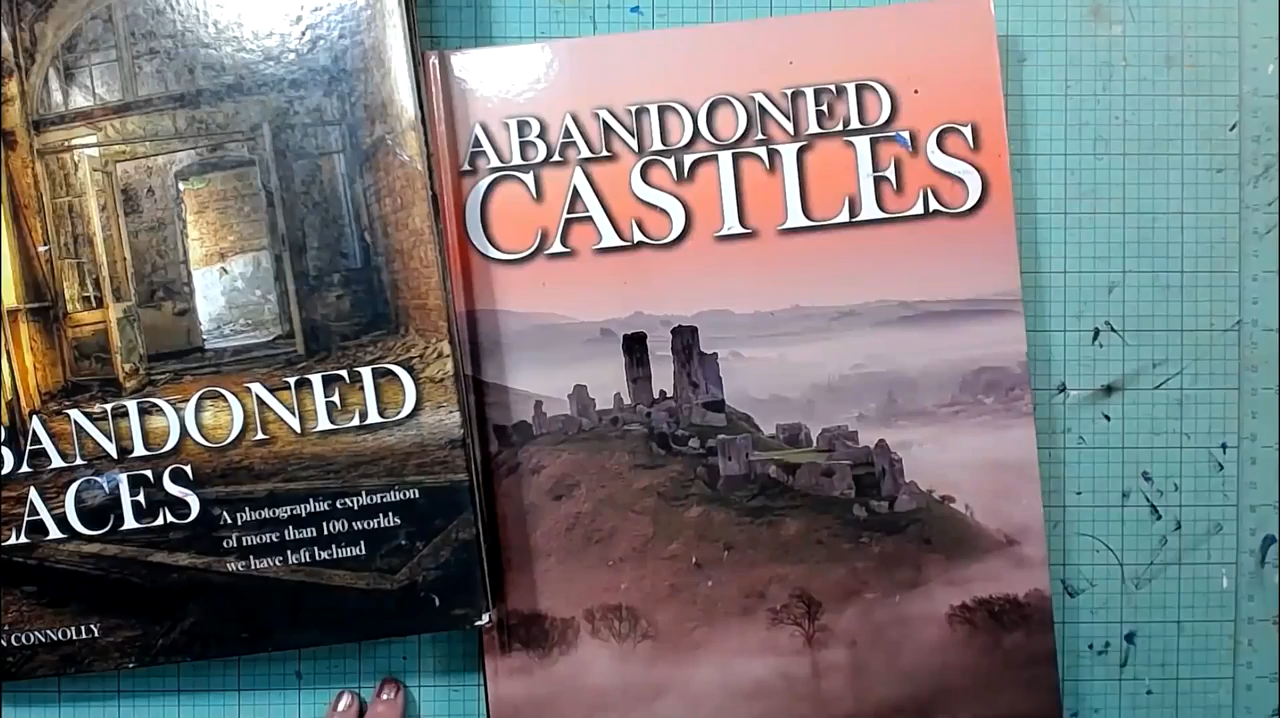 BANDONED
LACES
A photographic exploration
of more than 100 worlds
we have left behind
N CONNOLLY
ABANDONED
CASTLES